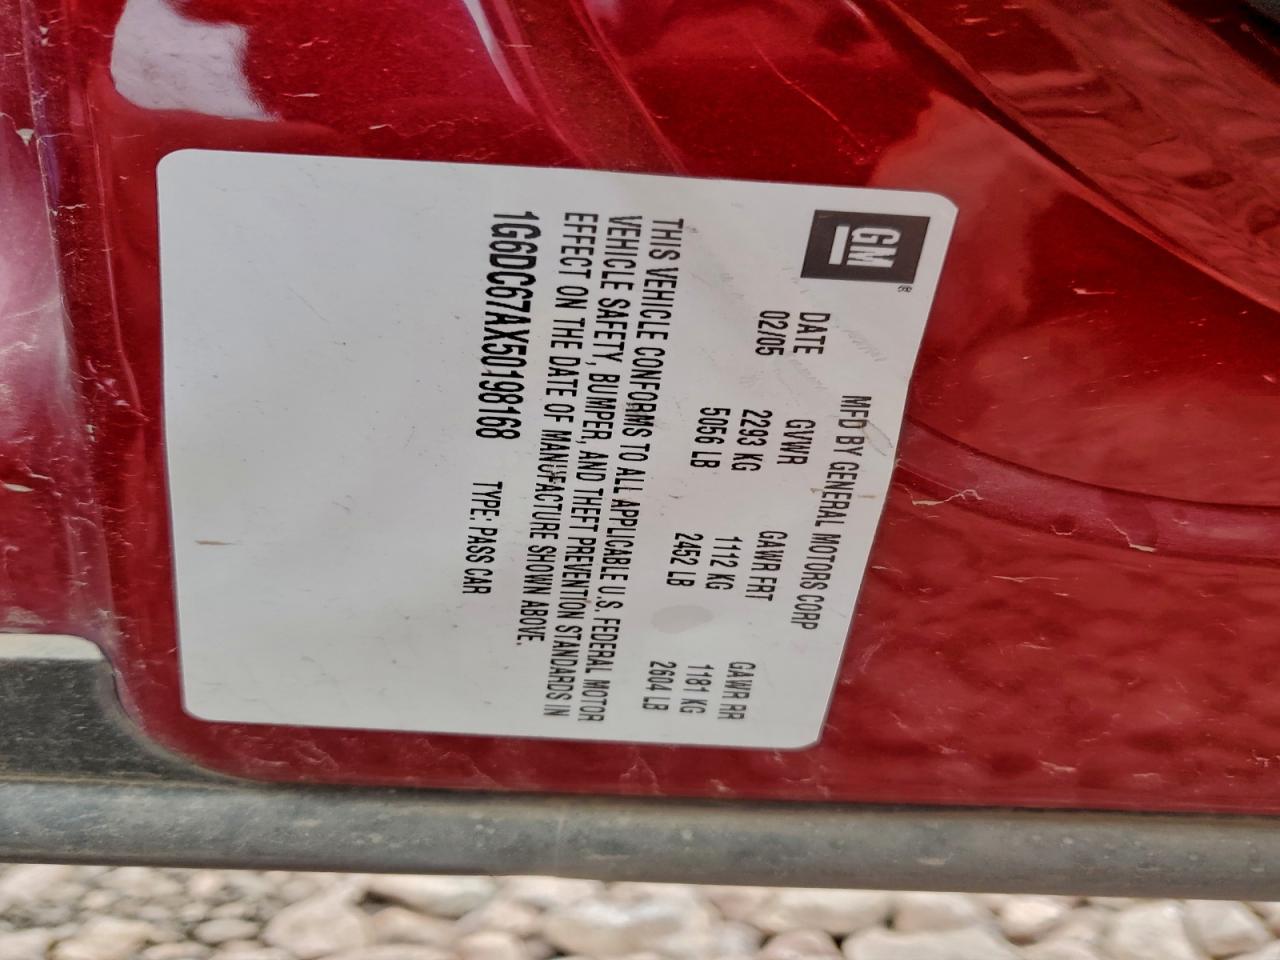 GM®
MFD BY GENERAL MOTORS CORP
DATE GVWR GAWR FRT GAWR RR
02/05 2293 KG 1112 KG 1181 KG
5056 LB 2452 LB 2604 LB
THIS VEHICLE CONFORMS TO ALL APPLICABLE U.S. FEDERAL MOTOR
VEHICLE SAFETY, BUMPER, AND THEFT PREVENTION STANDARDS IN
EFFECT ON THE DATE OF MANUFACTURE SHOWN ABOVE.
1G6DC67AX50198168 TYPE: PASS CAR